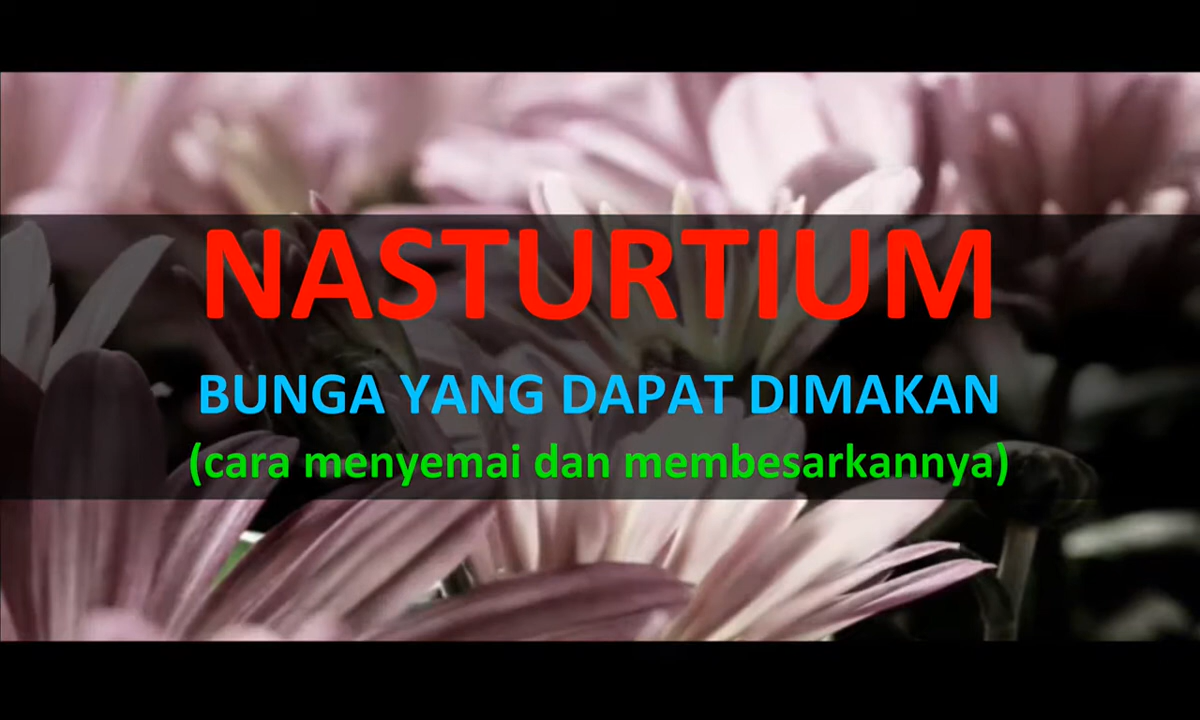 NASTURTIUM
BUNGA YANG DAPAT DIMAKAN
(cara menyemai dan membesarkannya)